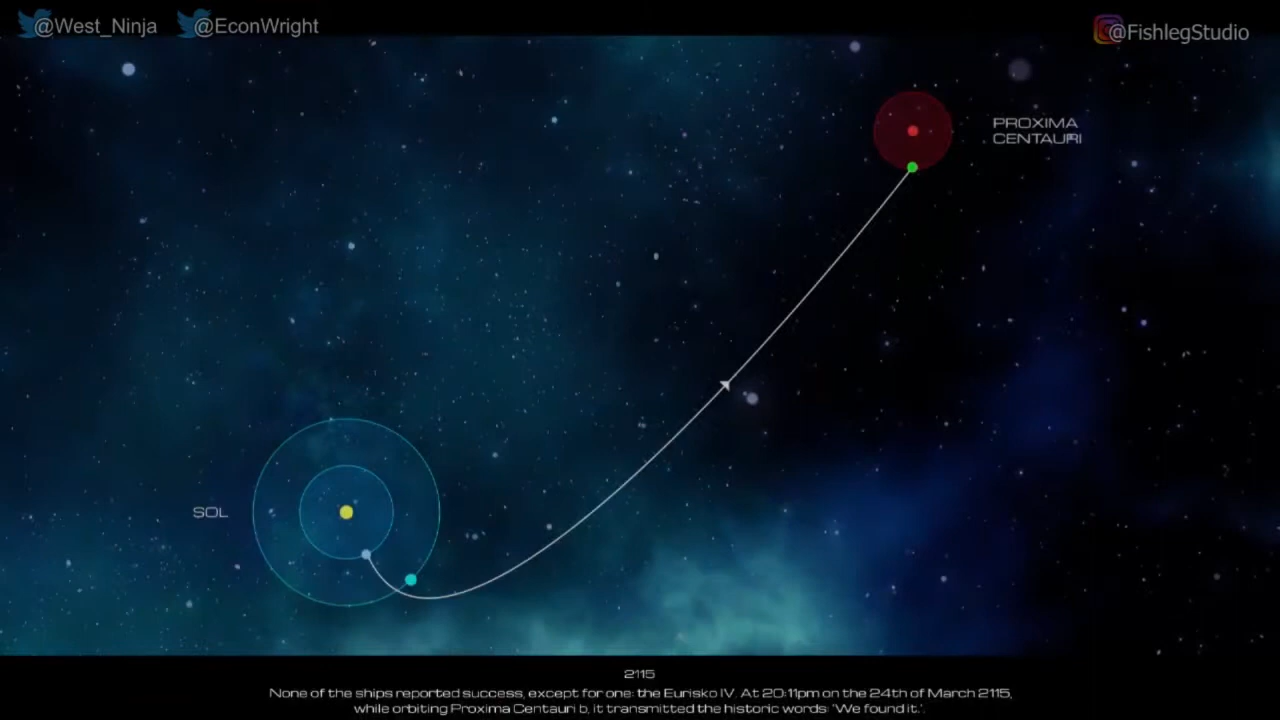 @West_Ninja @EconWright @FishlegStudio
PROXIMA
CENTAURI
SOL
2115
None of the ships reported success, except for one: the Eurisko IV. At 20:11pm on the 24th of March 2115,
while orbiting Proxima Centauri b, it transmitted the historic words: 'We found it.'.